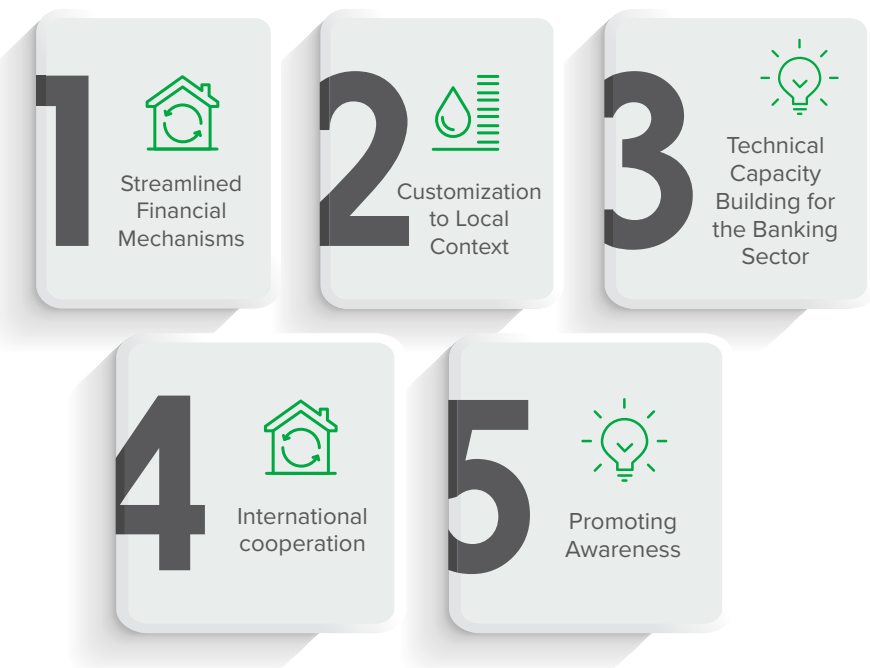 1
Streamlined
Financial
Mechanisms
2
Customization
to Local
Context
3
Technical
Capacity
Building for
the Banking
Sector
4
International
cooperation
5
Promoting
Awareness